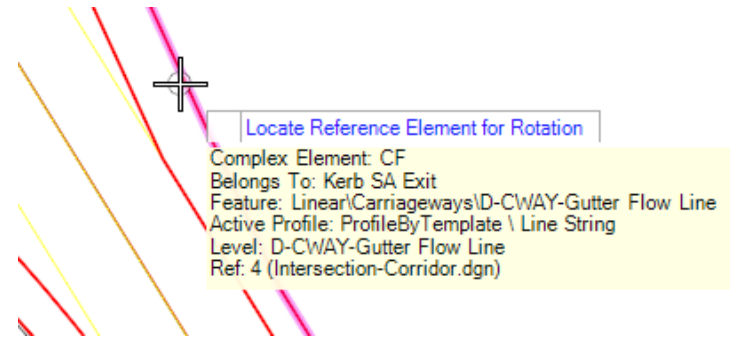 Locate Reference Element for Rotation
Complex Element: CF
Belongs To: Kerb SA Exit
Feature: Linear\Carriageways\D-CWAY-Gutter Flow Line
Active Profile: ProfileByTemplate \ Line String
Level: D-CWAY-Gutter Flow Line
Ref: 4 (Intersection-Corridor.dgn)